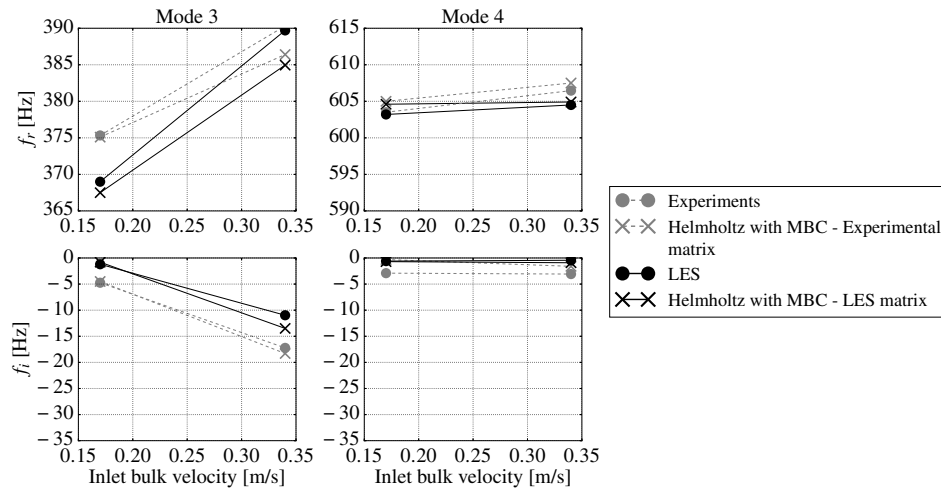 Mode 3
Mode 4
390
385
380
375
370
365
f_r [Hz]
0.15 0.20 0.25 0.30 0.35
615
610
605
600
595
590
0.15 0.20 0.25 0.30 0.35
0
−5
−10
−15
−20
−25
−30
−35
f_i [Hz]
0.15 0.20 0.25 0.30 0.35
Inlet bulk velocity [m/s]
0
−5
−10
−15
−20
−25
−30
−35
0.15 0.20 0.25 0.30 0.35
Inlet bulk velocity [m/s]
Experiments
Helmholtz with MBC - Experimental
matrix
LES
Helmholtz with MBC - LES matrix